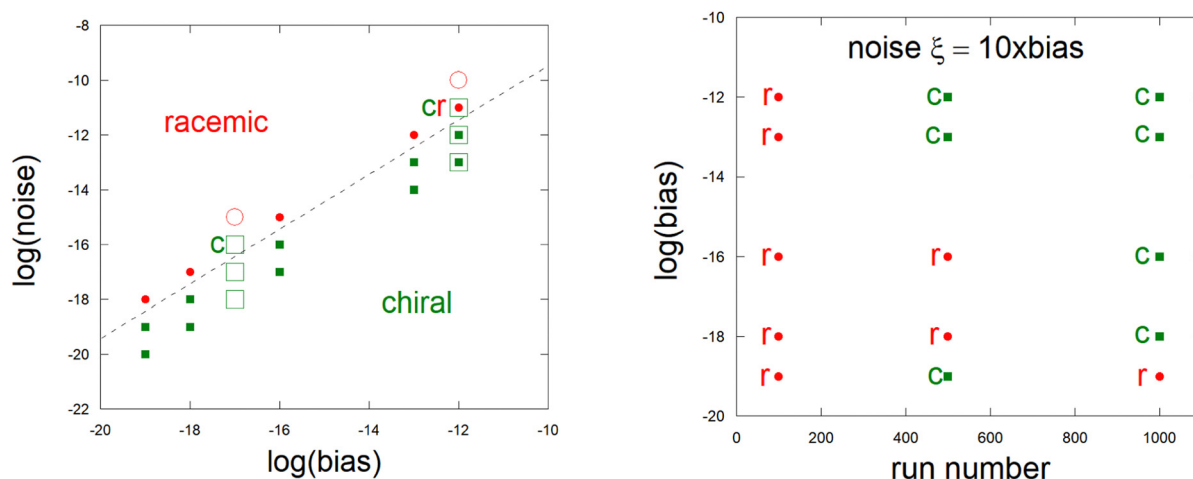 -8
-10
-12
-14
-16
-18
-20
-22
log(noise)
racemic
cr
c
chiral
-20 -18 -16 -14 -12 -10
log(bias)
-10
-12
-14
-16
-18
-20
log(bias)
noise ξ = 10xbias
r c c
r c c
r r c
r r c
r c r
0 200 400 600 800 1000
run number